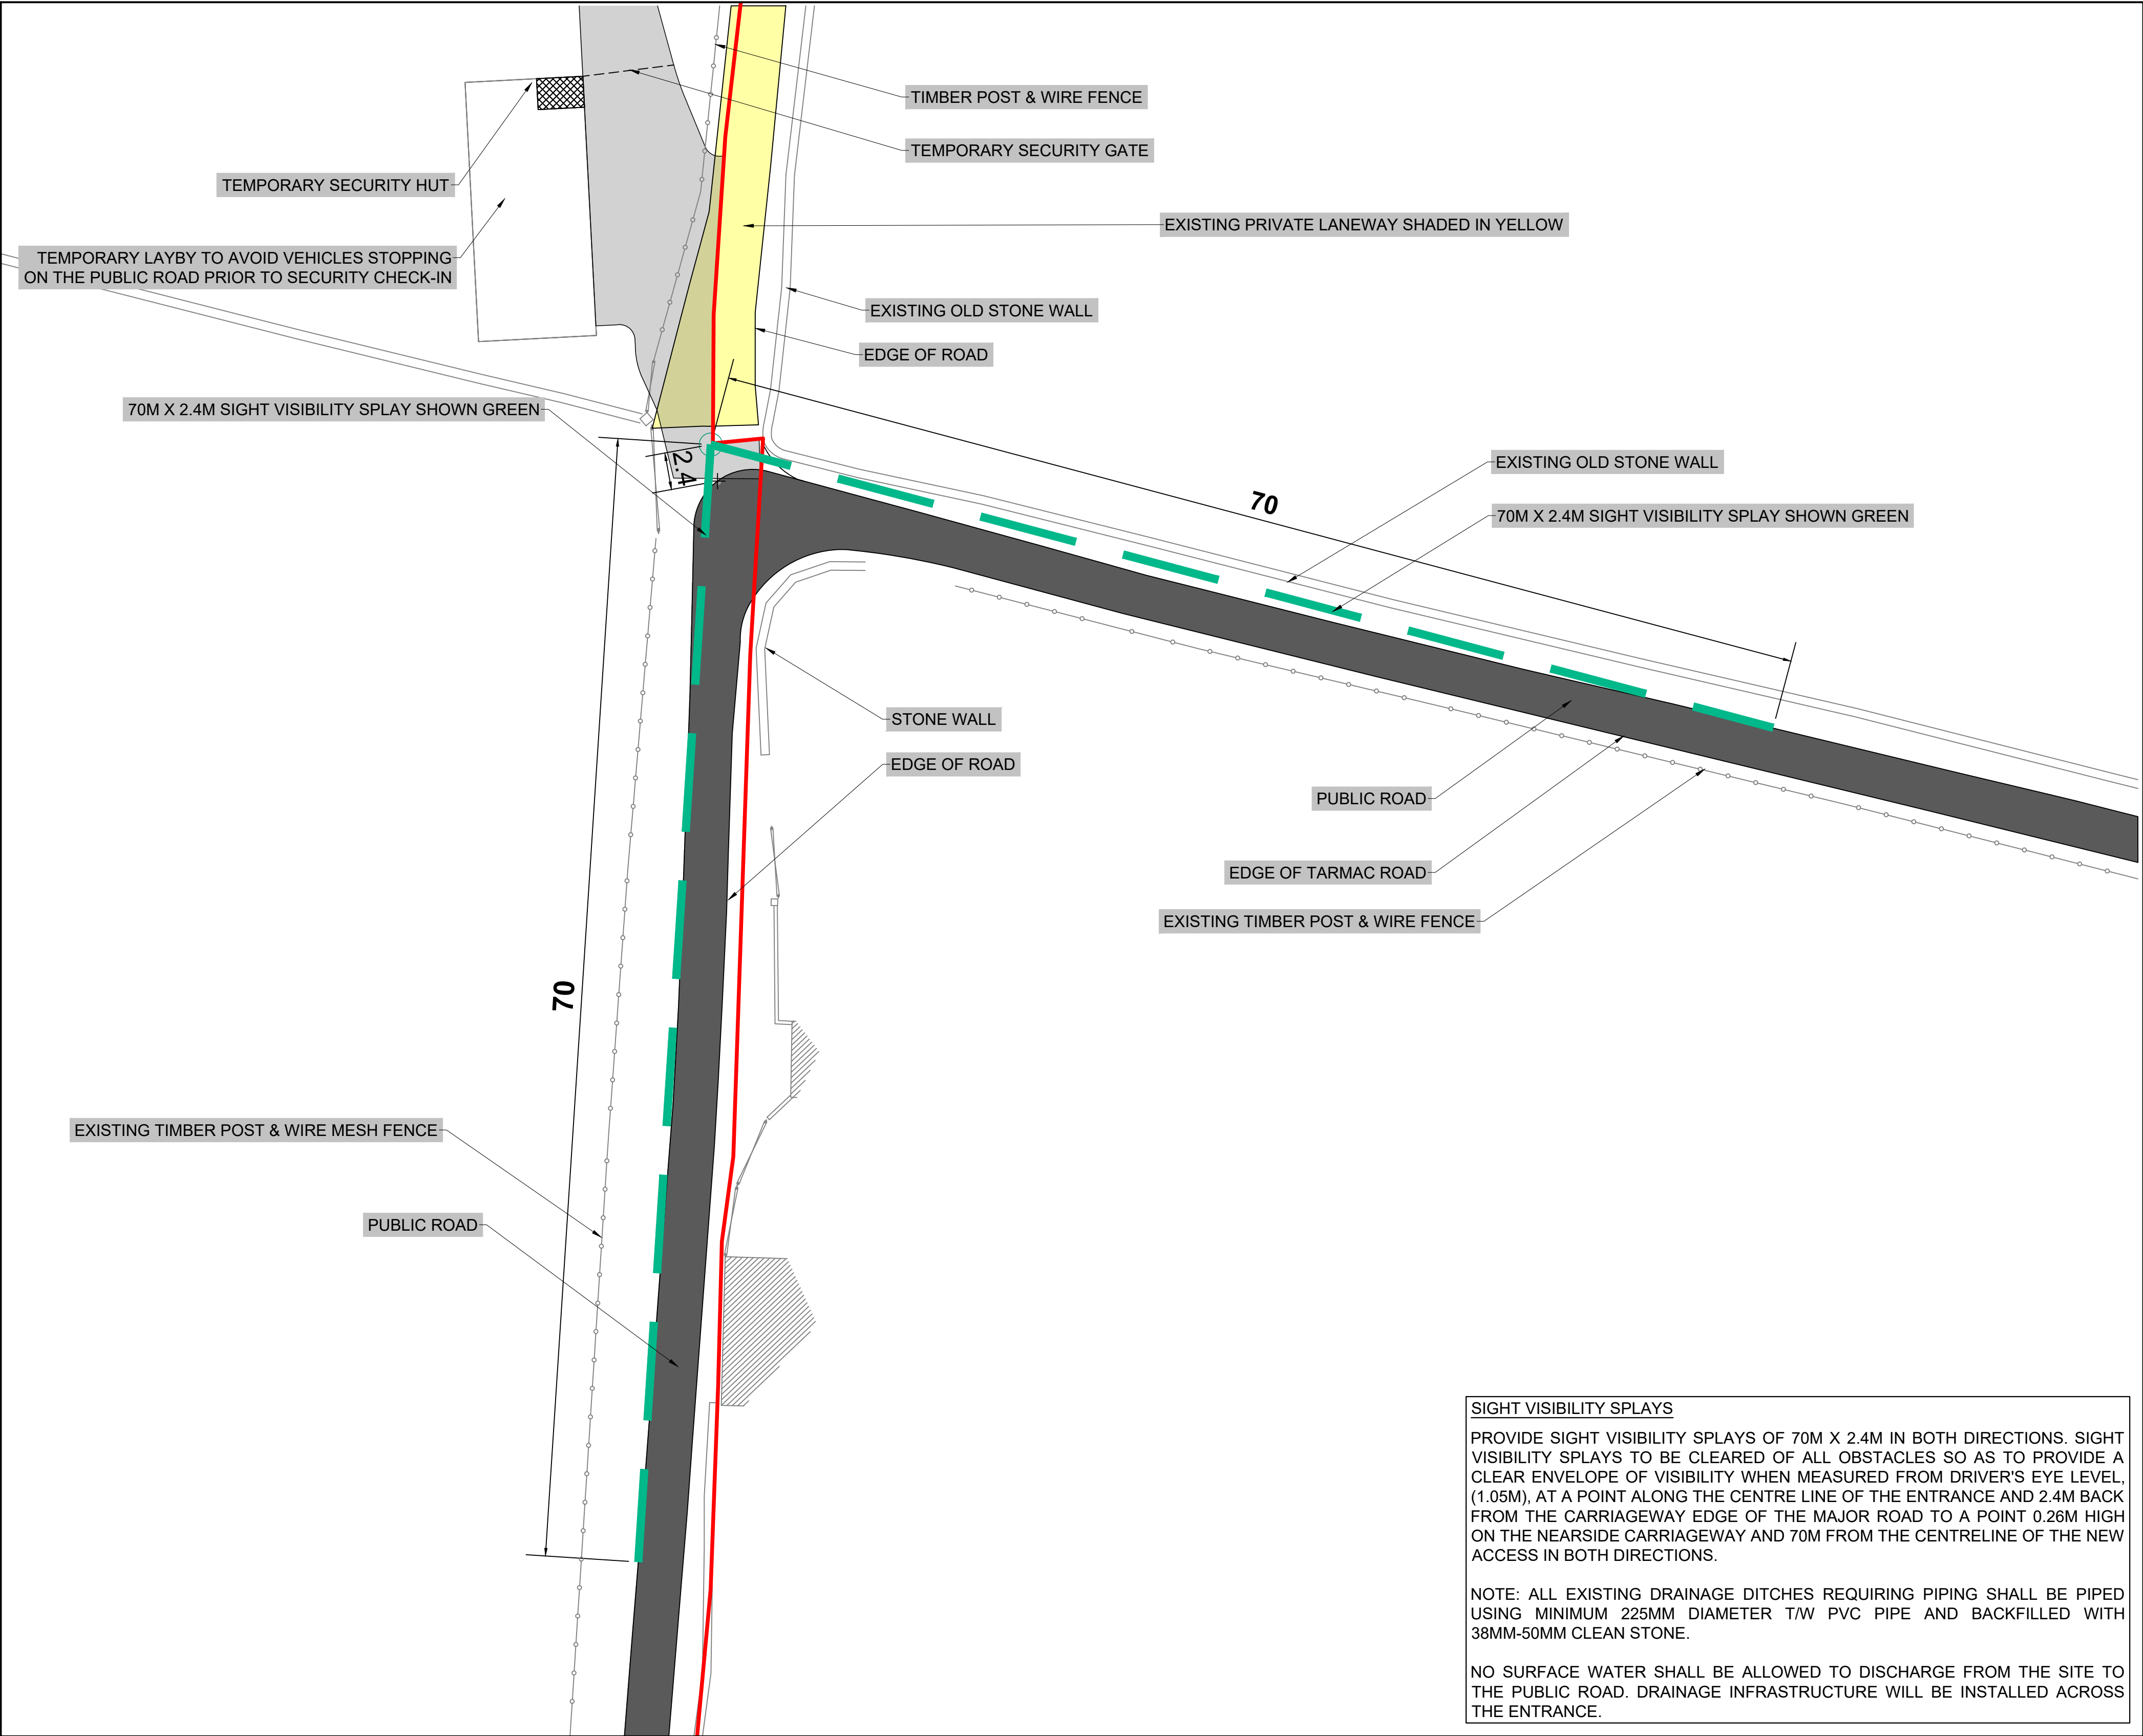 TIMBER POST & WIRE FENCE
TEMPORARY SECURITY GATE
TEMPORARY SECURITY HUT
EXISTING PRIVATE LANEWAY SHADED IN YELLOW
TEMPORARY LAYBY TO AVOID VEHICLES STOPPING
ON THE PUBLIC ROAD PRIOR TO SECURITY CHECK-IN
EXISTING OLD STONE WALL
EDGE OF ROAD
70M X 2.4M SIGHT VISIBILITY SPLAY SHOWN GREEN
2.4
70
EXISTING OLD STONE WALL
70M X 2.4M SIGHT VISIBILITY SPLAY SHOWN GREEN
STONE WALL
EDGE OF ROAD
PUBLIC ROAD
EDGE OF TARMAC ROAD
EXISTING TIMBER POST & WIRE FENCE
70
EXISTING TIMBER POST & WIRE MESH FENCE
PUBLIC ROAD
SIGHT VISIBILITY SPLAYS
PROVIDE SIGHT VISIBILITY SPLAYS OF 70M X 2.4M IN BOTH DIRECTIONS. SIGHT
VISIBILITY SPLAYS TO BE CLEARED OF ALL OBSTACLES SO AS TO PROVIDE A
CLEAR ENVELOPE OF VISIBILITY WHEN MEASURED FROM DRIVER'S EYE LEVEL,
(1.05M), AT A POINT ALONG THE CENTRE LINE OF THE ENTRANCE AND 2.4M BACK
FROM THE CARRIAGEWAY EDGE OF THE MAJOR ROAD TO A POINT 0.26M HIGH
ON THE NEARSIDE CARRIAGEWAY AND 70M FROM THE CENTRELINE OF THE NEW
ACCESS IN BOTH DIRECTIONS.
NOTE: ALL EXISTING DRAINAGE DITCHES REQUIRING PIPING SHALL BE PIPED
USING MINIMUM 225MM DIAMETER T/W PVC PIPE AND BACKFILLED WITH
38MM-50MM CLEAN STONE.
NO SURFACE WATER SHALL BE ALLOWED TO DISCHARGE FROM THE SITE TO
THE PUBLIC ROAD. DRAINAGE INFRASTRUCTURE WILL BE INSTALLED ACROSS
THE ENTRANCE.